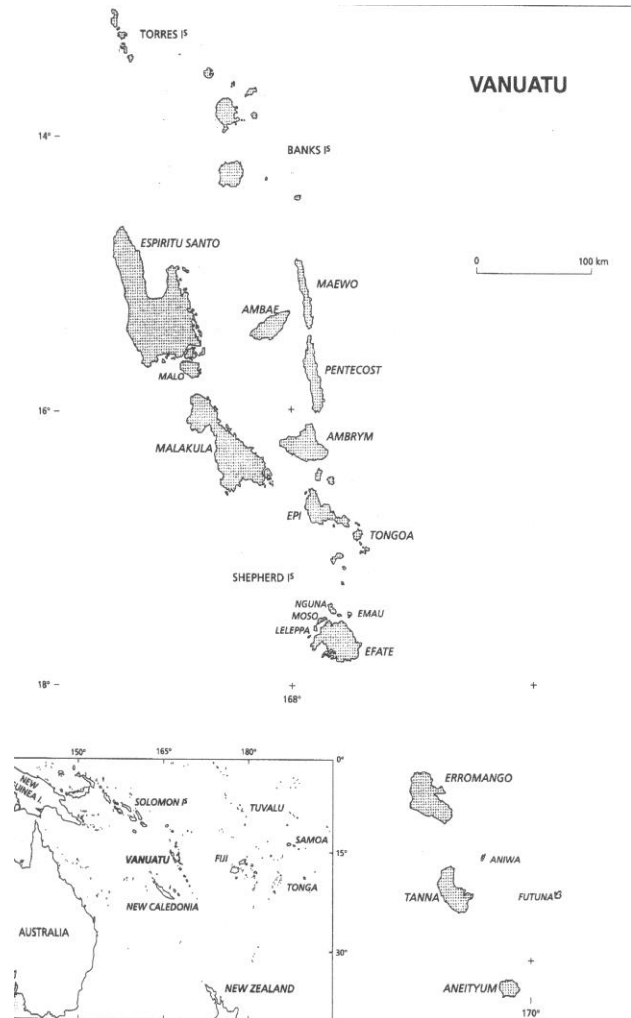 TORRES IS
VANUATU
14°
BANKS IS
ESPIRITU SANTO
0 100 km
MAEWO
AMBAE
PENTECOST
MALO
16°
AMBRYM
MALAKULA
EPI
TONGOA
SHEPHERD IS
NGUNA
MOSO
EMAU
LELEPPA
EFATE
18°
168°
150° 165° 180°
0°
NEW
UINEA I.
SOLOMON IS
TUVALU
ERROMANGO
SAMOA
VANUATU
FIJI
15°
ANIWA
TONGA
TANNA
FUTUNA
NEW CALEDONIA
AUSTRALIA
30°
NEW ZEALAND
ANEITYUM
170°